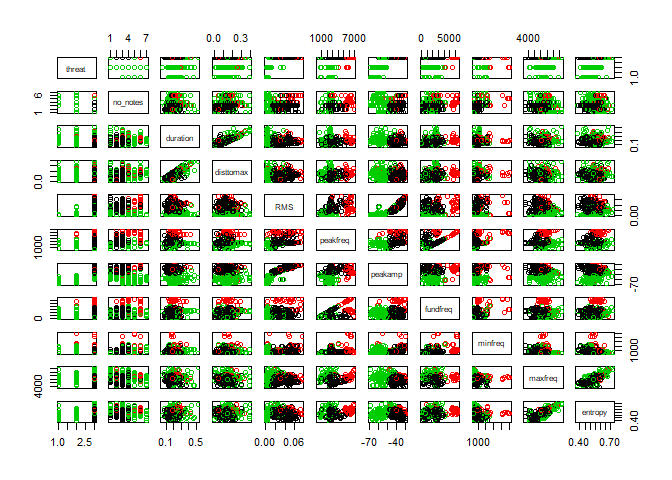 1 4 7 0.0 0.3 1000 7000 0 5000 4000
threat
1.0
1 6
no_notes
duration
0.1
0.0
disttomax
RMS
0.00
1000
peakfreq
peakamp
-70
0
fundfreq
minfreq
1000
4000
maxfreq
entropy
0.40
1.0 2.5 0.1 0.5 0.00 0.06 -70 -40 1000 0.40 0.70